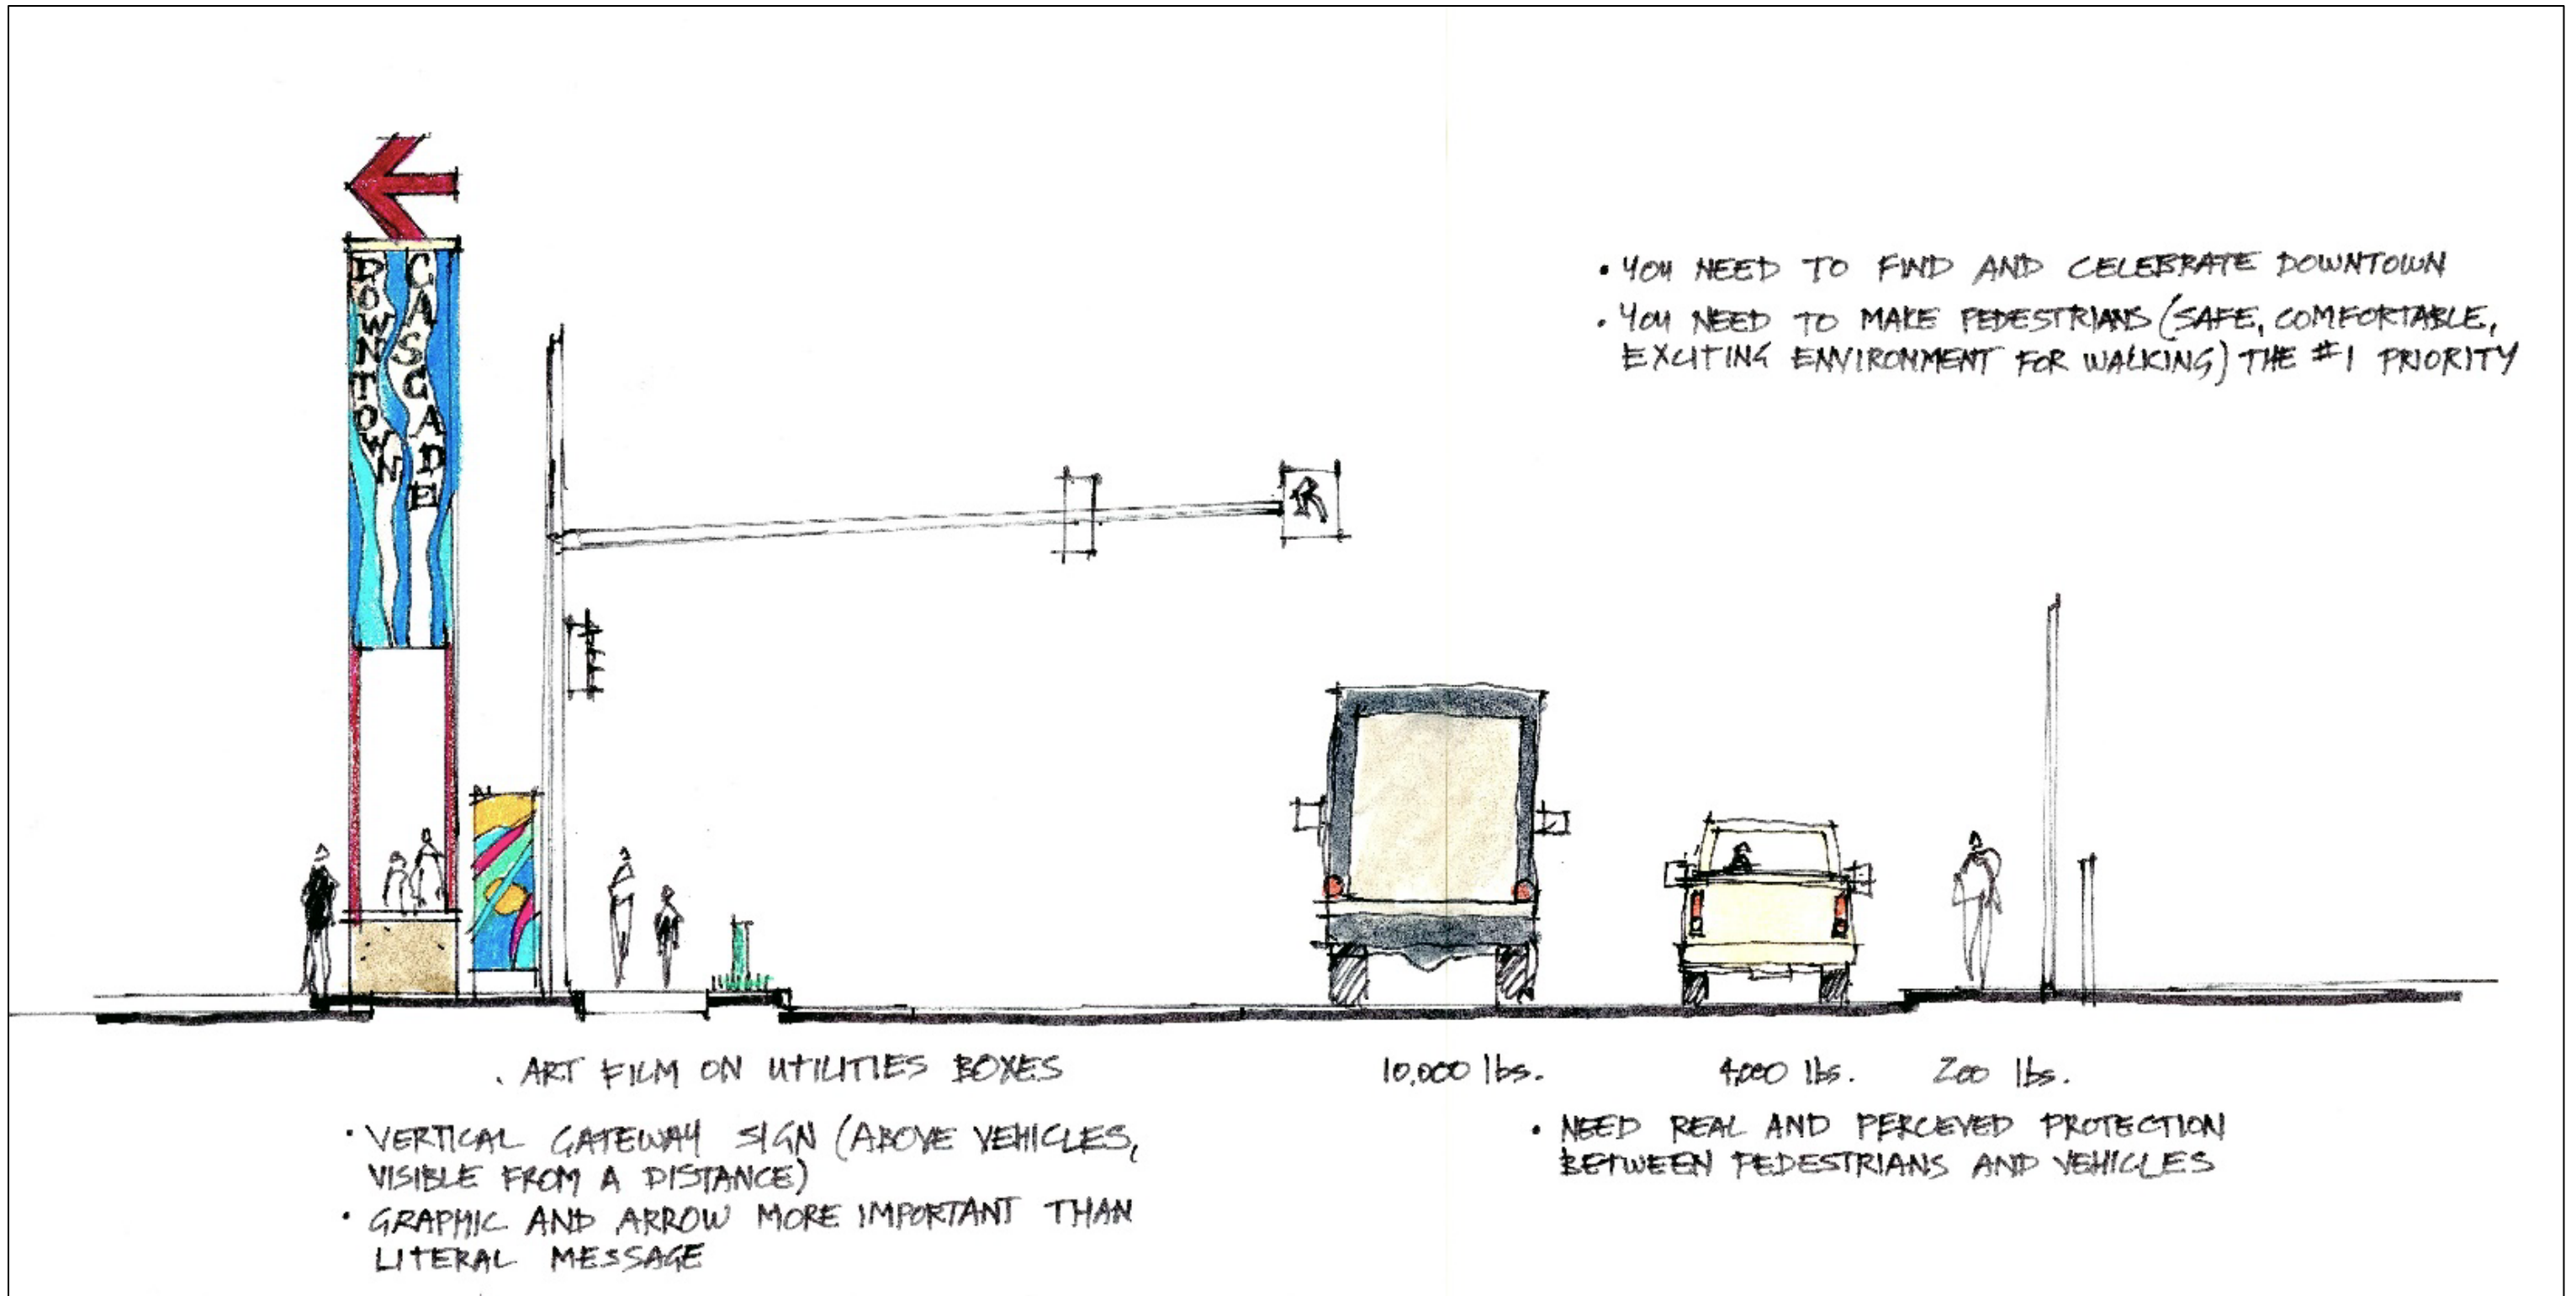 DOWNTOWN
CASCADE
• YOU NEED TO FIND AND CELEBRATE DOWNTOWN
• YOU NEED TO MAKE PEDESTRIANS (SAFE, COMFORTABLE,
EXCITING ENVIRONMENT FOR WALKING) THE #1 PRIORITY
. ART FILM ON UTILITIES BOXES
• VERTICAL GATEWAY SIGN (ABOVE VEHICLES,
VISIBLE FROM A DISTANCE)
• GRAPHIC AND ARROW MORE IMPORTANT THAN
LITERAL MESSAGE
10,000 lbs.
4,000 lbs.
200 lbs.
• NEED REAL AND PERCEVED PROTECTION
BETWEEN PEDESTRIANS AND VEHICLES